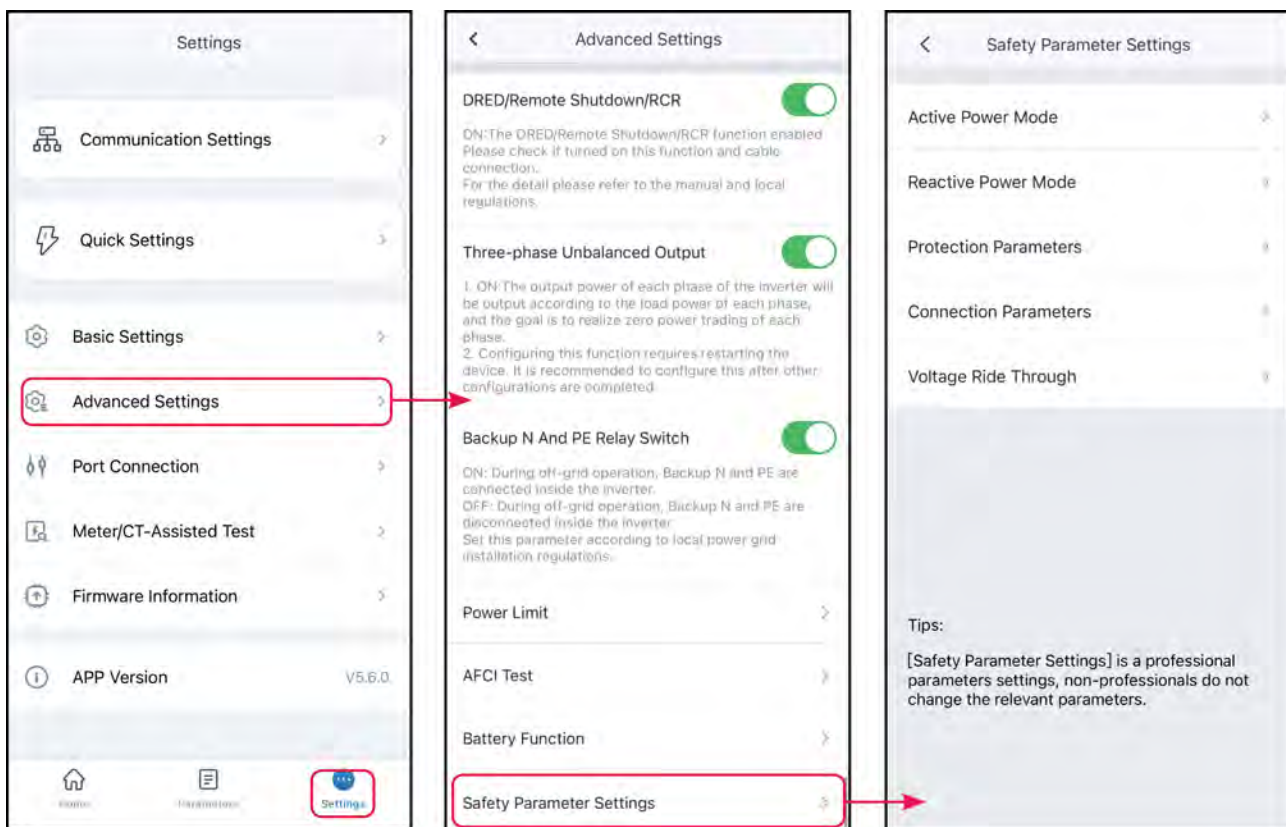 Settings
Communication Settings
Quick Settings
Basic Settings
Advanced Settings
Port Connection
Meter/CT-Assisted Test
Firmware Information
APP Version V5.6.0.
Home Parameters Settings
Advanced Settings
DRED/Remote Shutdown/RCR
ON:The DRED/Remote Shutdown/RCR function enabled
Please check if turned on this function and cable
connection.
For the detail please refer to the manual and local
regulations.
Three-phase Unbalanced Output
1. ON:The output power of each phase of the inverter will
be output according to the load power of each phase,
and the goal is to realize zero power trading of each
phase.
2. Configuring this function requires restarting the
device. It is recommended to configure this after other
configurations are completed.
Backup N And PE Relay Switch
ON: During off-grid operation, Backup N and PE are
connected inside the inverter.
OFF: During off-grid operation, Backup N and PE are
disconnected inside the inverter.
Set this parameter according to local power grid
installation regulations.
Power Limit
AFCI Test
Battery Function
Safety Parameter Settings
Safety Parameter Settings
Active Power Mode
Reactive Power Mode
Protection Parameters
Connection Parameters
Voltage Ride Through
Tips:
[Safety Parameter Settings] is a professional
parameters settings, non-professionals do not
change the relevant parameters.